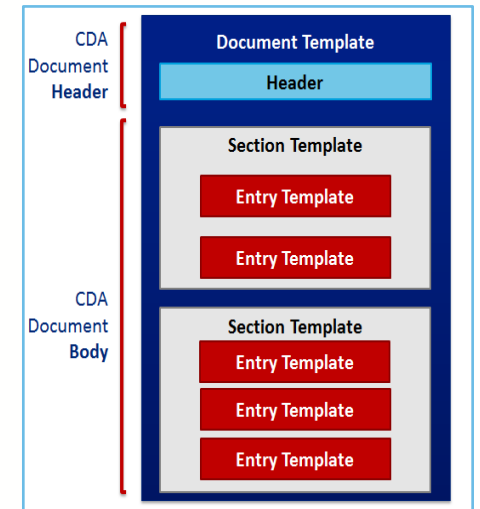 CDA
Document
Header
Document Template
Header
CDA
Document
Body
Section Template
Entry Template
Entry Template
Section Template
Entry Template
Entry Template
Entry Template